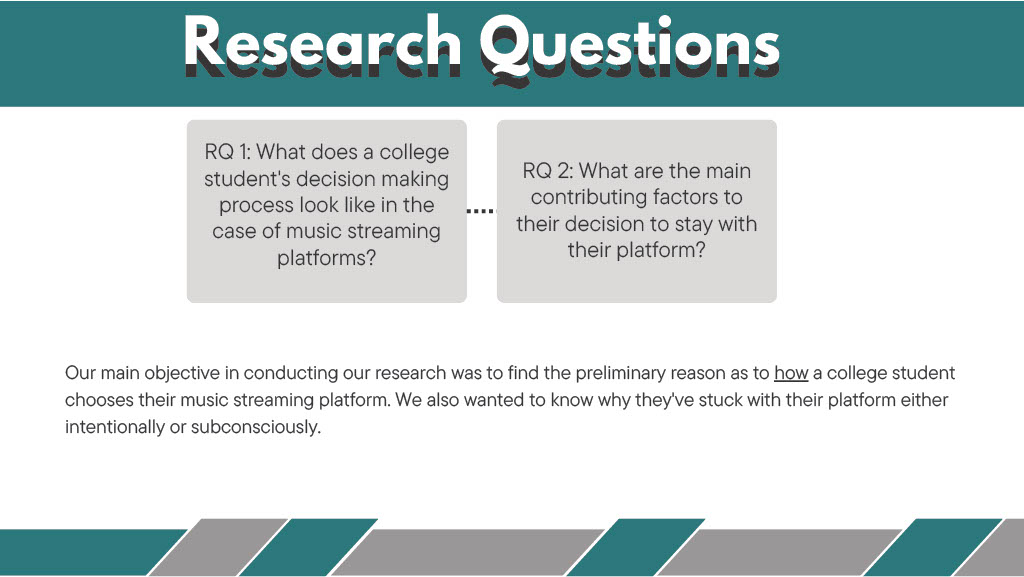 Research Questions
RQ 1: What does a college
student's decision making
process look like in the
case of music streaming
platforms?
RQ 2: What are the main
contributing factors to
their decision to stay with
their platform?
Our main objective in conducting our research was to find the preliminary reason as to how a college student
chooses their music streaming platform. We also wanted to know why they've stuck with their platform either
intentionally or subconsciously.